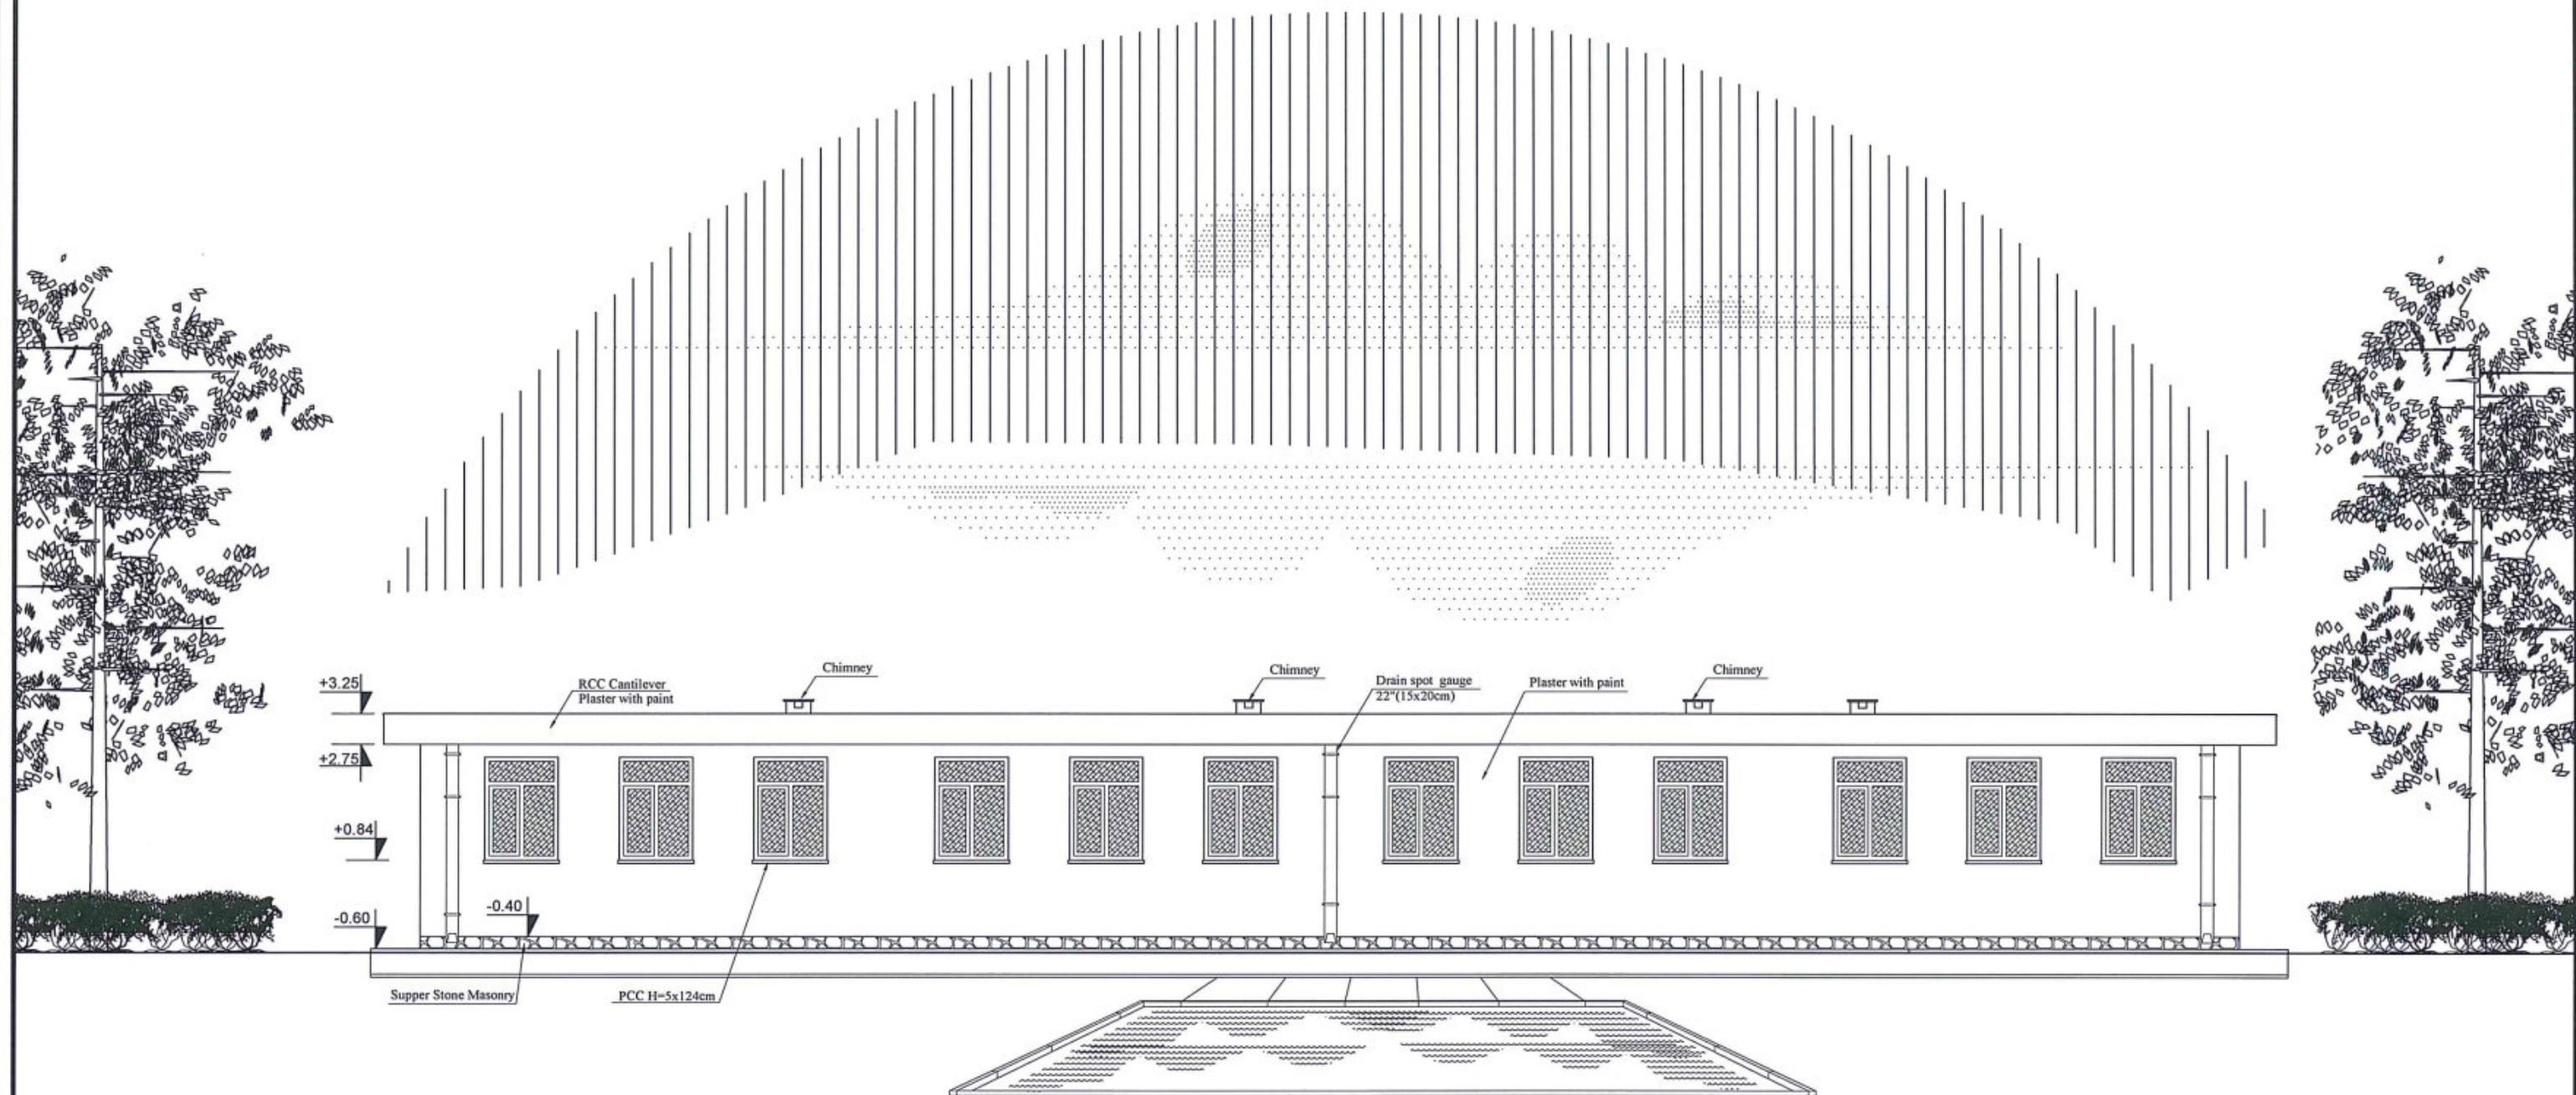 Chimney
Chimney
Chimney
+3.25
RCC Cantilever
Plaster with paint
Drain spot gauge
22"(15x20cm)
Plaster with paint
+2.75
+0.84
-0.60
-0.40
Supper Stone Masonry
PCC H=5x124cm